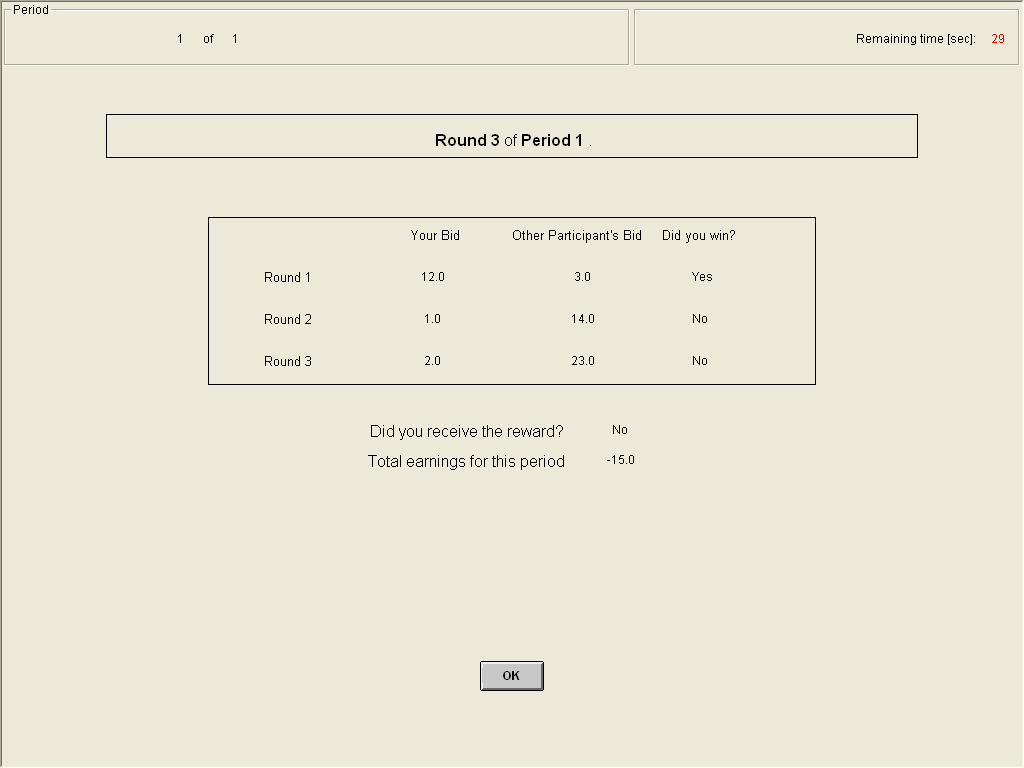 Period
1 of 1
Remaining time [sec]: 29
Round 3 of Period 1 .
Your Bid Other Participant's Bid Did you win?
Round 1 12.0 3.0 Yes
Round 2 1.0 14.0 No
Round 3 2.0 23.0 No
Did you receive the reward? No
Total earnings for this period -15.0
OK